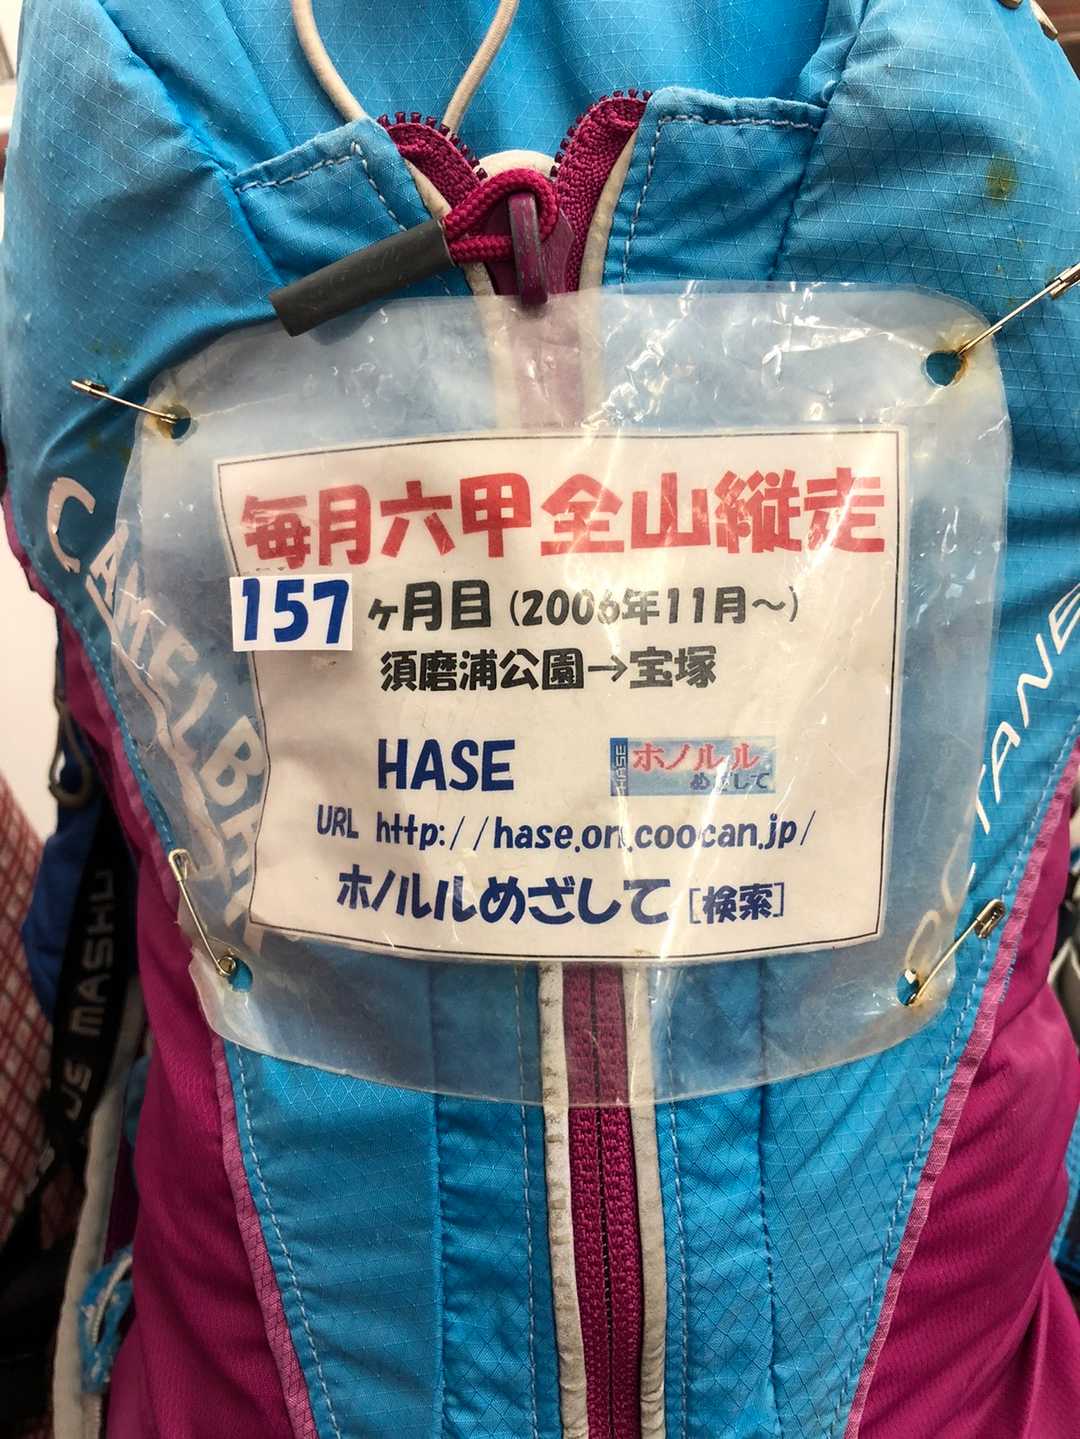 毎月六甲全山縦走
157ヶ月目(2006年11月～)
須磨浦公園→宝塚
HASE
HASE ホノルル
めざして
URL http://hase.on.coocan.jp/
ホノルルめざして [検索]
CAMELBAK
OCTANE